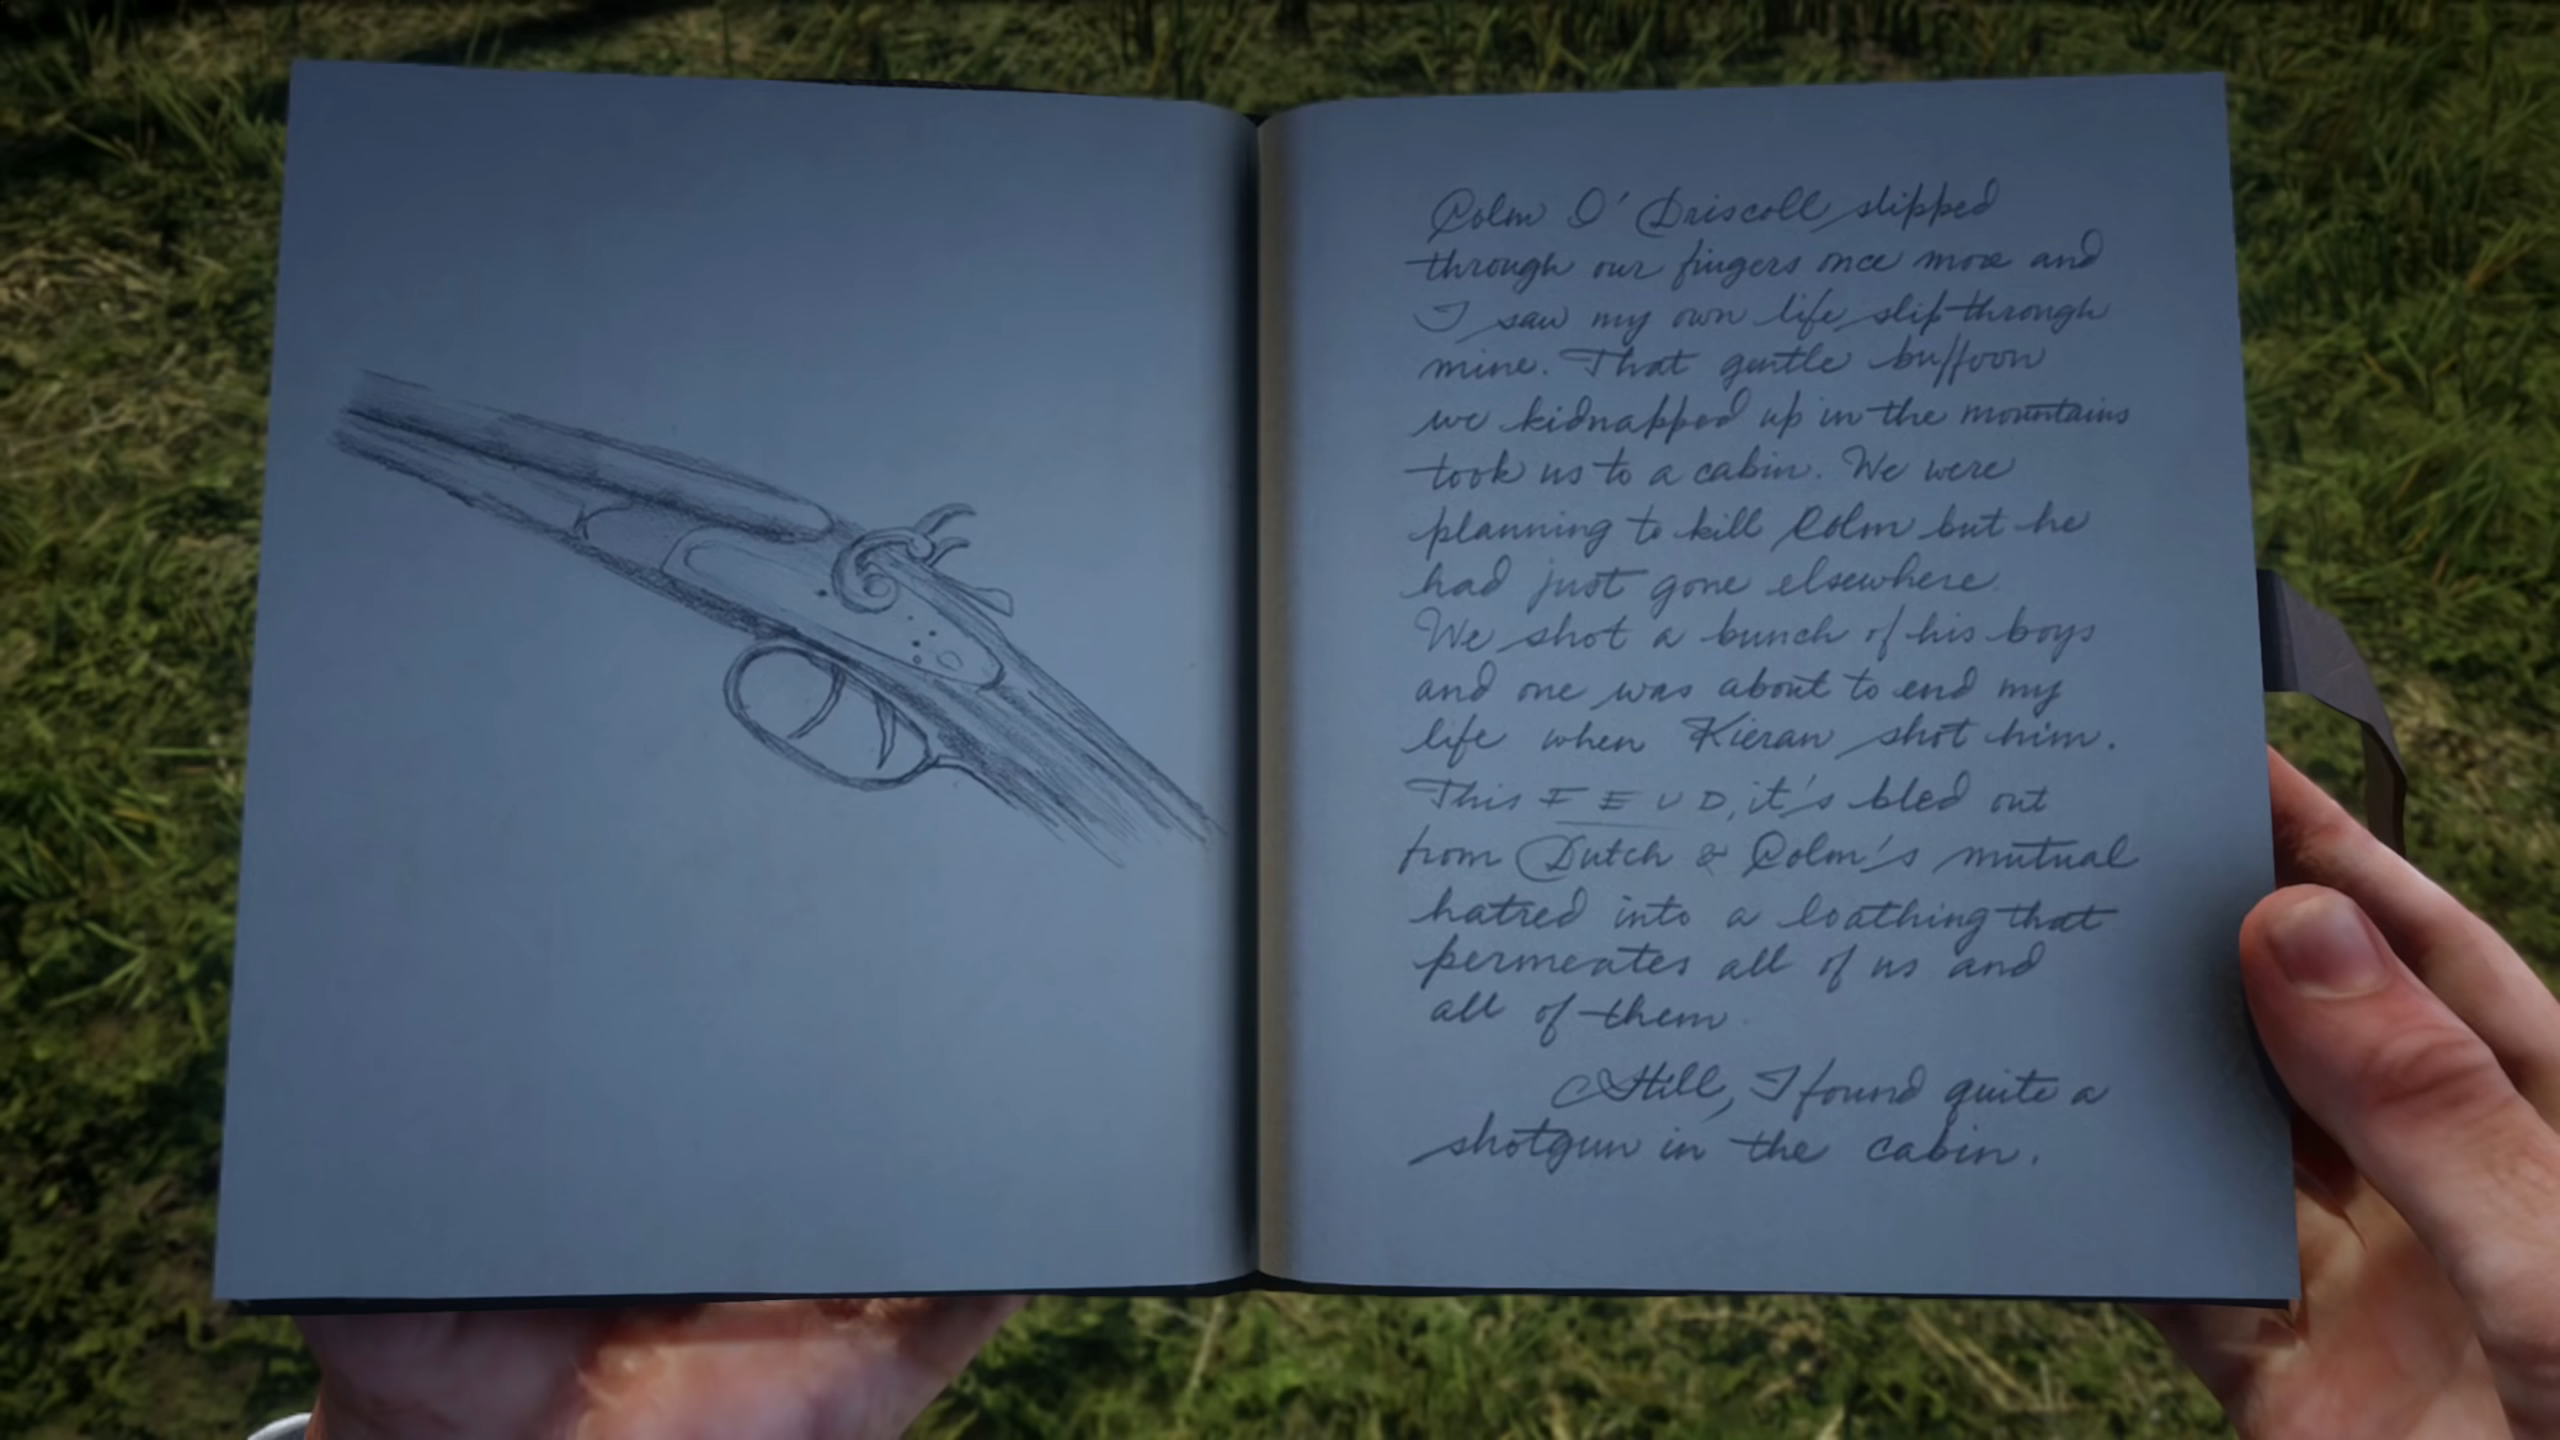 Colm O'Driscoll slipped
through our fingers once more and
I saw my own life slip through
mine. That gentle buffoon
we kidnapped up in the mountains
took us to a cabin. We were
planning to kill Colm but he
had just gone elsewhere.
We shot a bunch of his boys
and one was about to end my
life when Kieran shot him.
This FEUD, it's bled out
from Dutch & Colm's mutual
hatred into a loathing that
permeates all of us and
all of them.
Still, I found quite a
shotgun in the cabin.